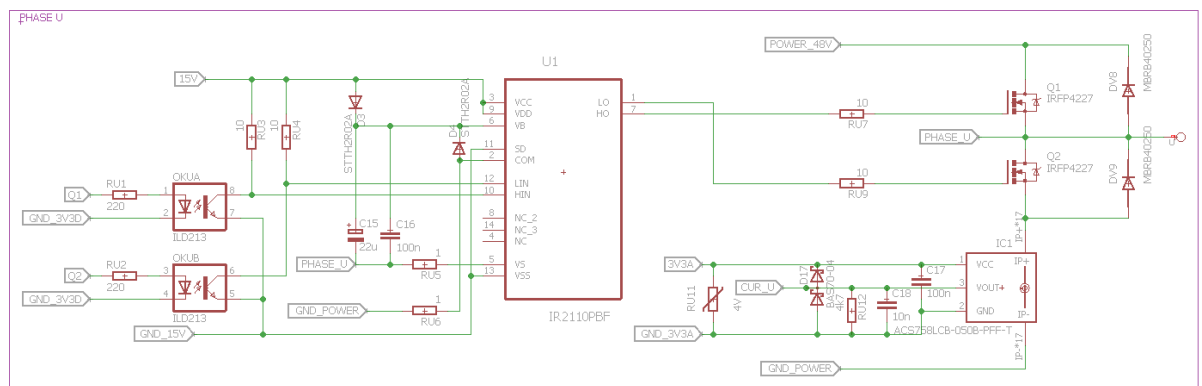 PHASE U
15V
10
RU3
10
RU4
STTH2R02A
D3
D4
STTH2R02A
U1
VCC
VDD
VB
SD
COM
LIN
HIN
NC_2
NC_3
NC
VS
VSS
3
9
6
11
2
12
10
8
14
4
5
13
LO
HO
1
7
IR2110PBF
Q1
RU1
220
GND_3V3D
OKUA
1
2
8
7
ILD213
Q2
RU2
220
GND_3V3D
OKUB
3
4
6
5
ILD213
GND_15V
C15
22u
C16
100n
PHASE_U
1
RU5
GND_POWER
1
RU6
POWER_48V
10
RU7
Q1
IRFP4227
DV8
MBRB40250
PHASE_U
U
10
RU9
Q2
IRFP4227
DV9
MBRB40250
3V3A
RU11
4V
CUR_U
D17
BAS70-04
4k7
RU12
C18
10n
C17
100n
GND_3V3A
IC1
IP+*17
1
3
2
VCC
VOUT+
GND
IP+
IP-
ACS758LCB-050B-PFF-T
IP-*17
GND_POWER